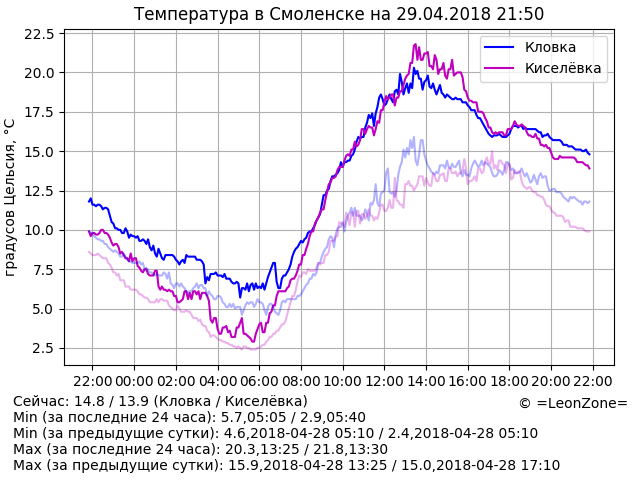 Температура в Смоленске на 29.04.2018 21:50
Кловка
Киселёвка
градусов Цельсия, °C
22.5
20.0
17.5
15.0
12.5
10.0
7.5
5.0
2.5
22:00 00:00 02:00 04:00 06:00 08:00 10:00 12:00 14:00 16:00 18:00 20:00 22:00
Сейчас: 14.8 / 13.9 (Кловка / Киселёвка)
© =LeonZone=
Min (за последние 24 часа): 5.7,05:05 / 2.9,05:40
Min (за предыдущие сутки): 4.6,2018-04-28 05:10 / 2.4,2018-04-28 05:10
Max (за последние 24 часа): 20.3,13:25 / 21.8,13:30
Max (за предыдущие сутки): 15.9,2018-04-28 13:25 / 15.0,2018-04-28 17:10